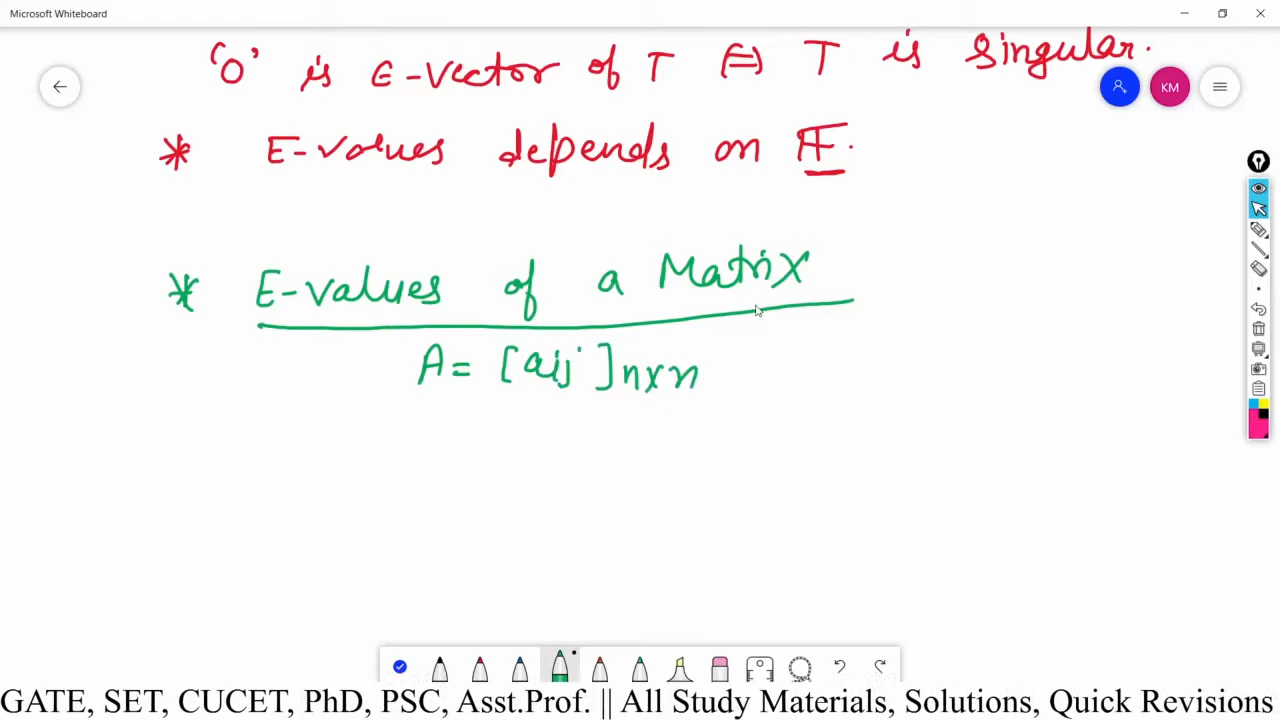 Microsoft Whiteboard
'0' is E-vector of T ⇔ T is singular.
KM
* E-values depends on F.
* E-values of a Matrix
A = [aij]nxn
GATE, SET, CUCET, PhD, PSC, Asst.Prof. || All Study Materials, Solutions, Quick Revisions